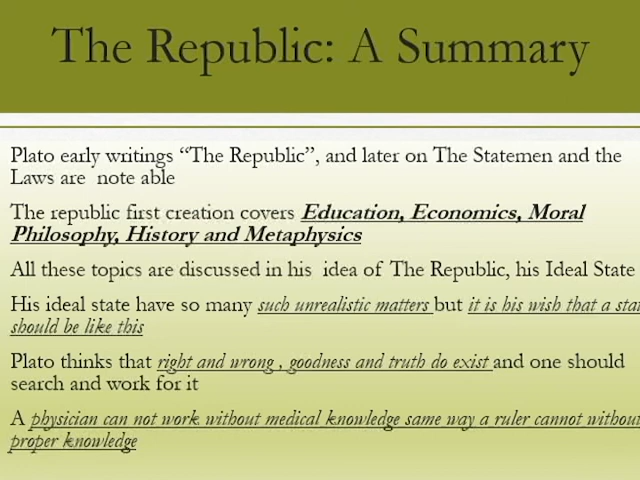 The Republic: A Summary
Plato early writings “The Republic”, and later on The Statemen and the
Laws are note able
The republic first creation covers Education, Economics, Moral
Philosophy, History and Metaphysics
All these topics are discussed in his idea of The Republic, his Ideal State
His ideal state have so many such unrealistic matters but it is his wish that a sta
should be like this
Plato thinks that right and wrong , goodness and truth do exist and one should
search and work for it
A physician can not work without medical knowledge same way a ruler cannot without
proper knowledge